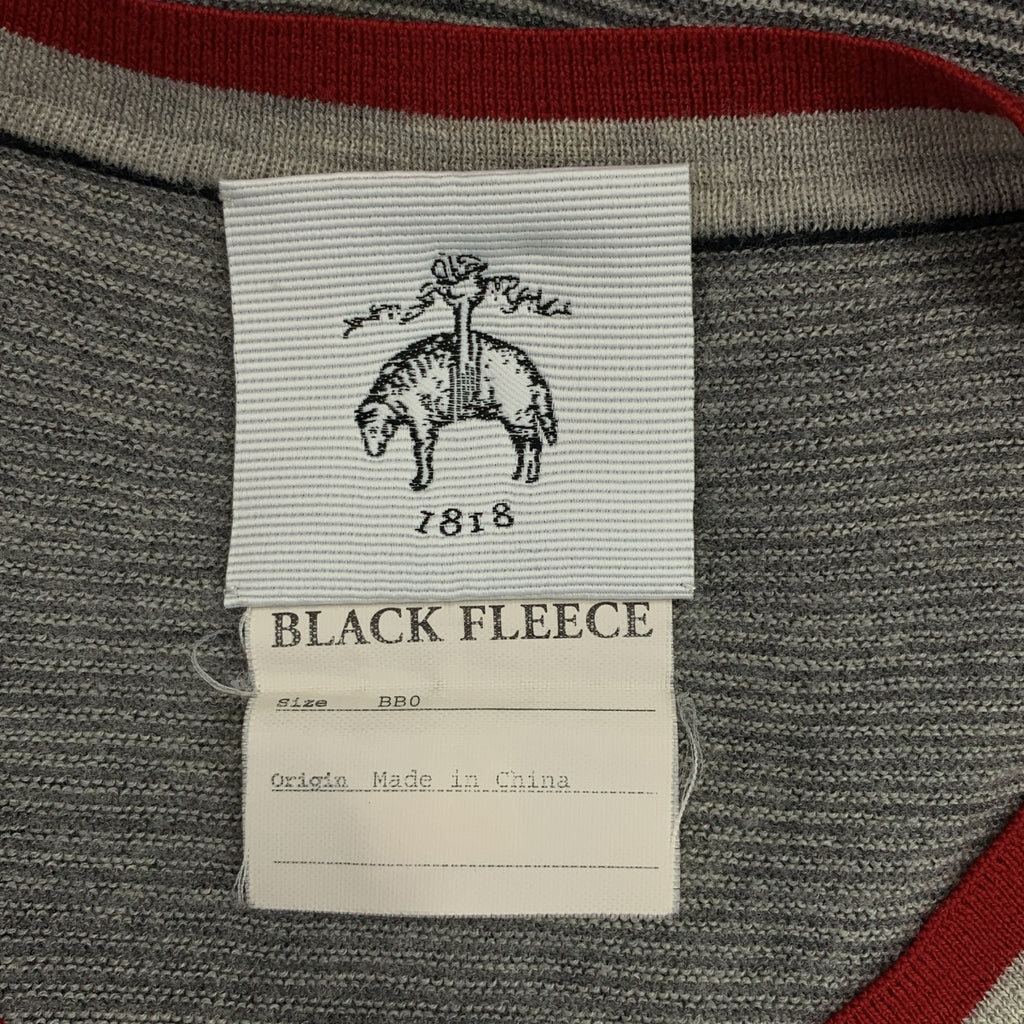 1818
BLACK FLEECE
Size BB0
Origin Made in China